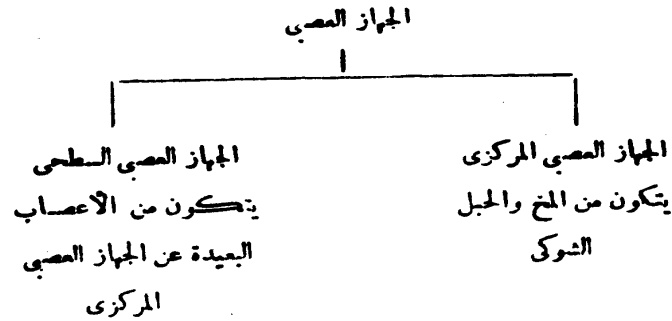 الجهاز العصبى
الجهاز العصبى المركزى
يتكون من المخ والحبل
الشوكى
الجهاز العصبى السطحى
يتكون من الأعصاب
البعيدة عن الجهاز العصبى
المركزى